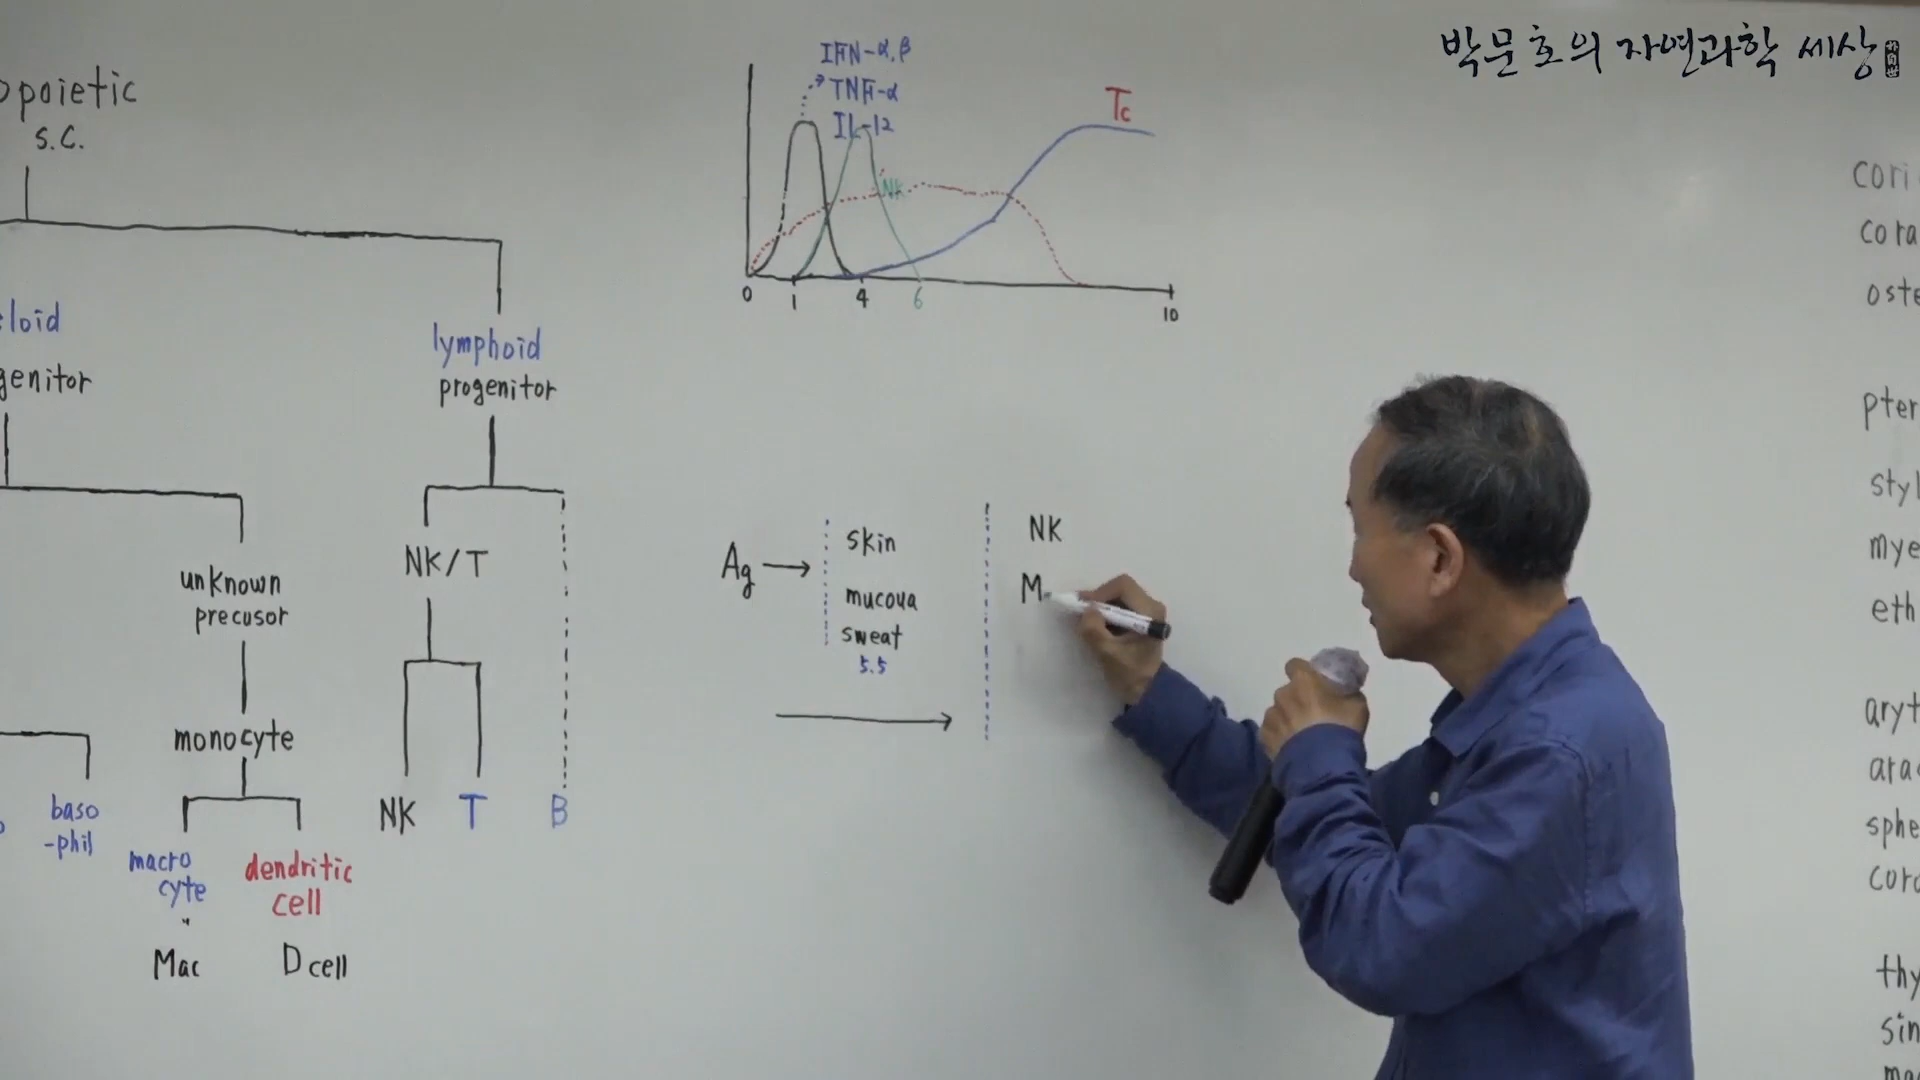 박문호의 자연과학 세상
opoietic
s.c.
lymphoid
progenitor
loid
genitor
unknown
precusor
NK/T
monocyte
baso
-phil
macro
cyte
dendritic
cell
NK
T
B
Mac
D cell
IFN-α,β
TNF-α
IL-12
NK
Tc
0
1
4
6
10
Ag
skin
mucoua
sweat
5.5
NK
M
cori
cora
oste
pter
styl
mye
eth
aryt
ara
sphe
coro
thy
sin
ma